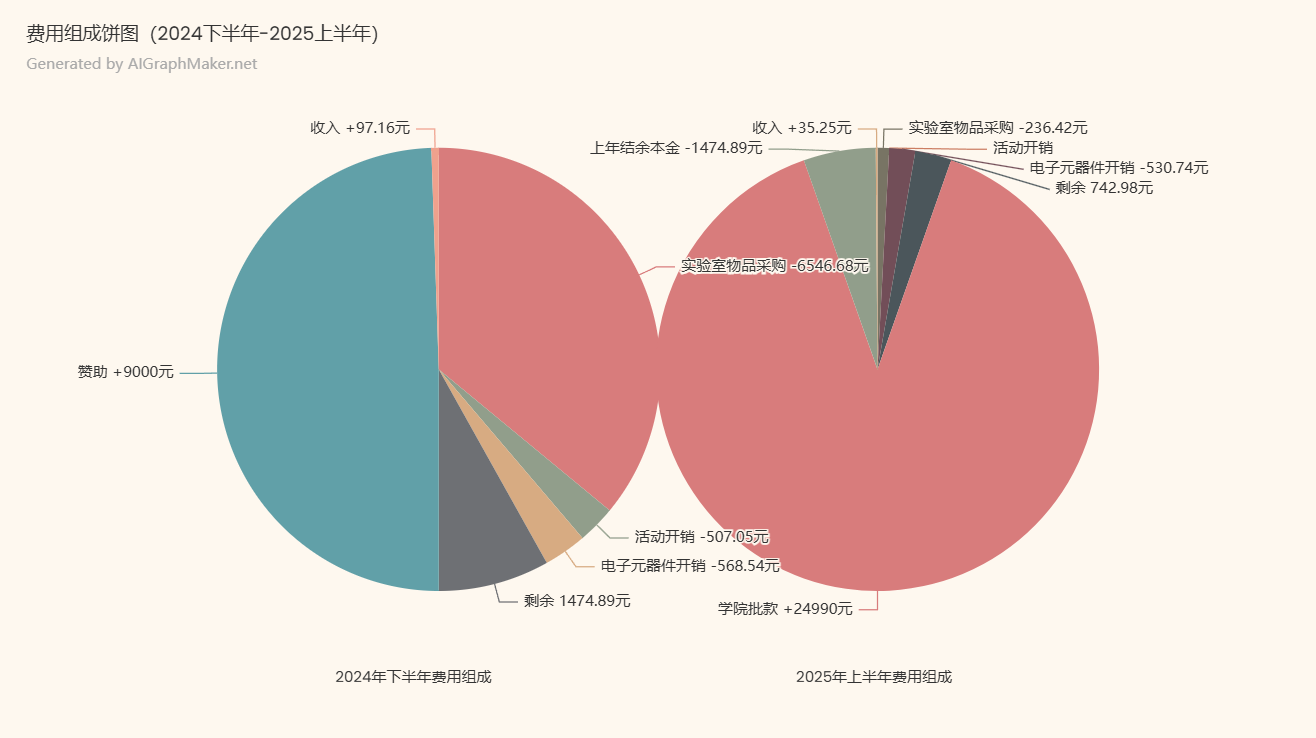 费用组成饼图（2024下半年-2025上半年）
Generated by AIGraphMaker.net
收入 +97.16元
实验室物品采购 -6546.68元
赞助 +9000元
活动开销 -507.05元
电子元器件开销 -568.54元
剩余 1474.89元
2024年下半年费用组成
收入 +35.25元
上年结余本金 -1474.89元
实验室物品采购 -236.42元
活动开销
电子元器件开销 -530.74元
剩余 742.98元
学院批款 +24990元
2025年上半年费用组成